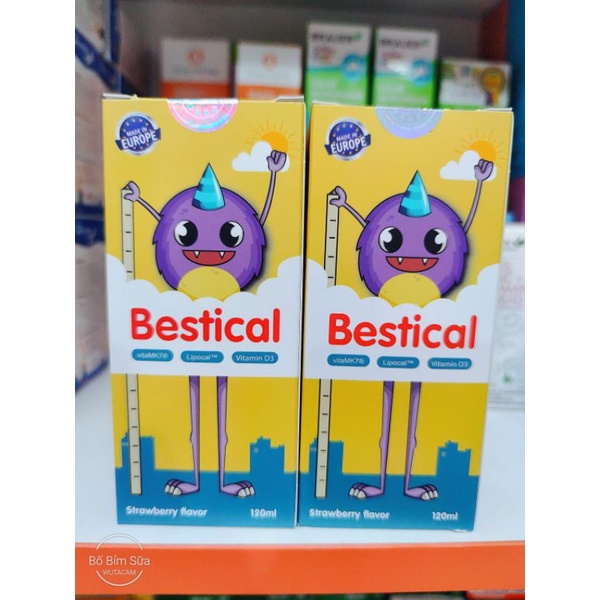 MADE IN
EUROPE
Bestical
vitaMK7®
Lipocal™
Vitamin D3
Strawberry flavor
120ml
MADE IN
EUROPE
Bestical
vitaMK7®
Lipocal™
Vitamin D3
Strawberry flavor
120ml
Bố Bỉm Sữa
WUTACAM